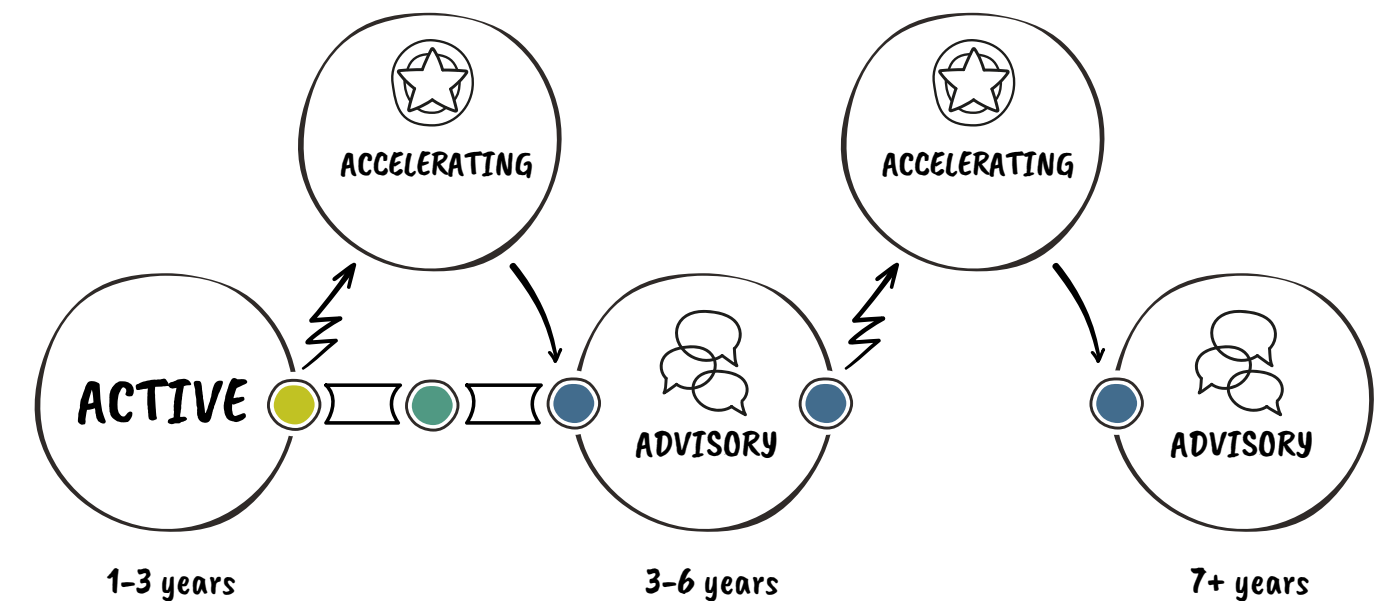 ACCELERATING
ACCELERATING
ACTIVE
ADVISORY
ADVISORY
1-3 years
3-6 years
7+ years